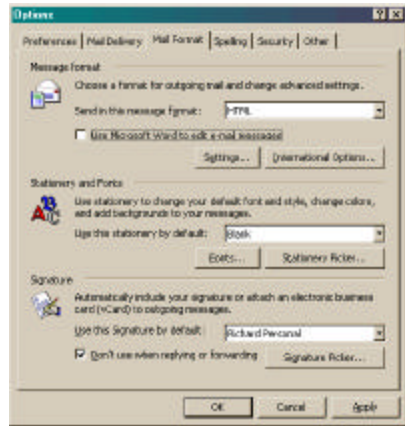 Options
Preferences Mail Delivery Mail Format Spelling Security Other
Message format
Choose a format for outgoing mail and change advanced settings.
Send in this message format: HTML
Use Microsoft Word to edit e-mail messages
Settings... International Options...
Stationery and Fonts
Use stationery to change your default font and style, change colors,
and add backgrounds to your messages.
Use this stationery by default: Blank
Fonts... Stationery Picker...
Signature
Automatically include your signature or attach an electronic business
card (vCard) to outgoing messages.
Use this Signature by default: Richard Personal
Don't use when replying or forwarding Signature Picker...
OK Cancel Apply